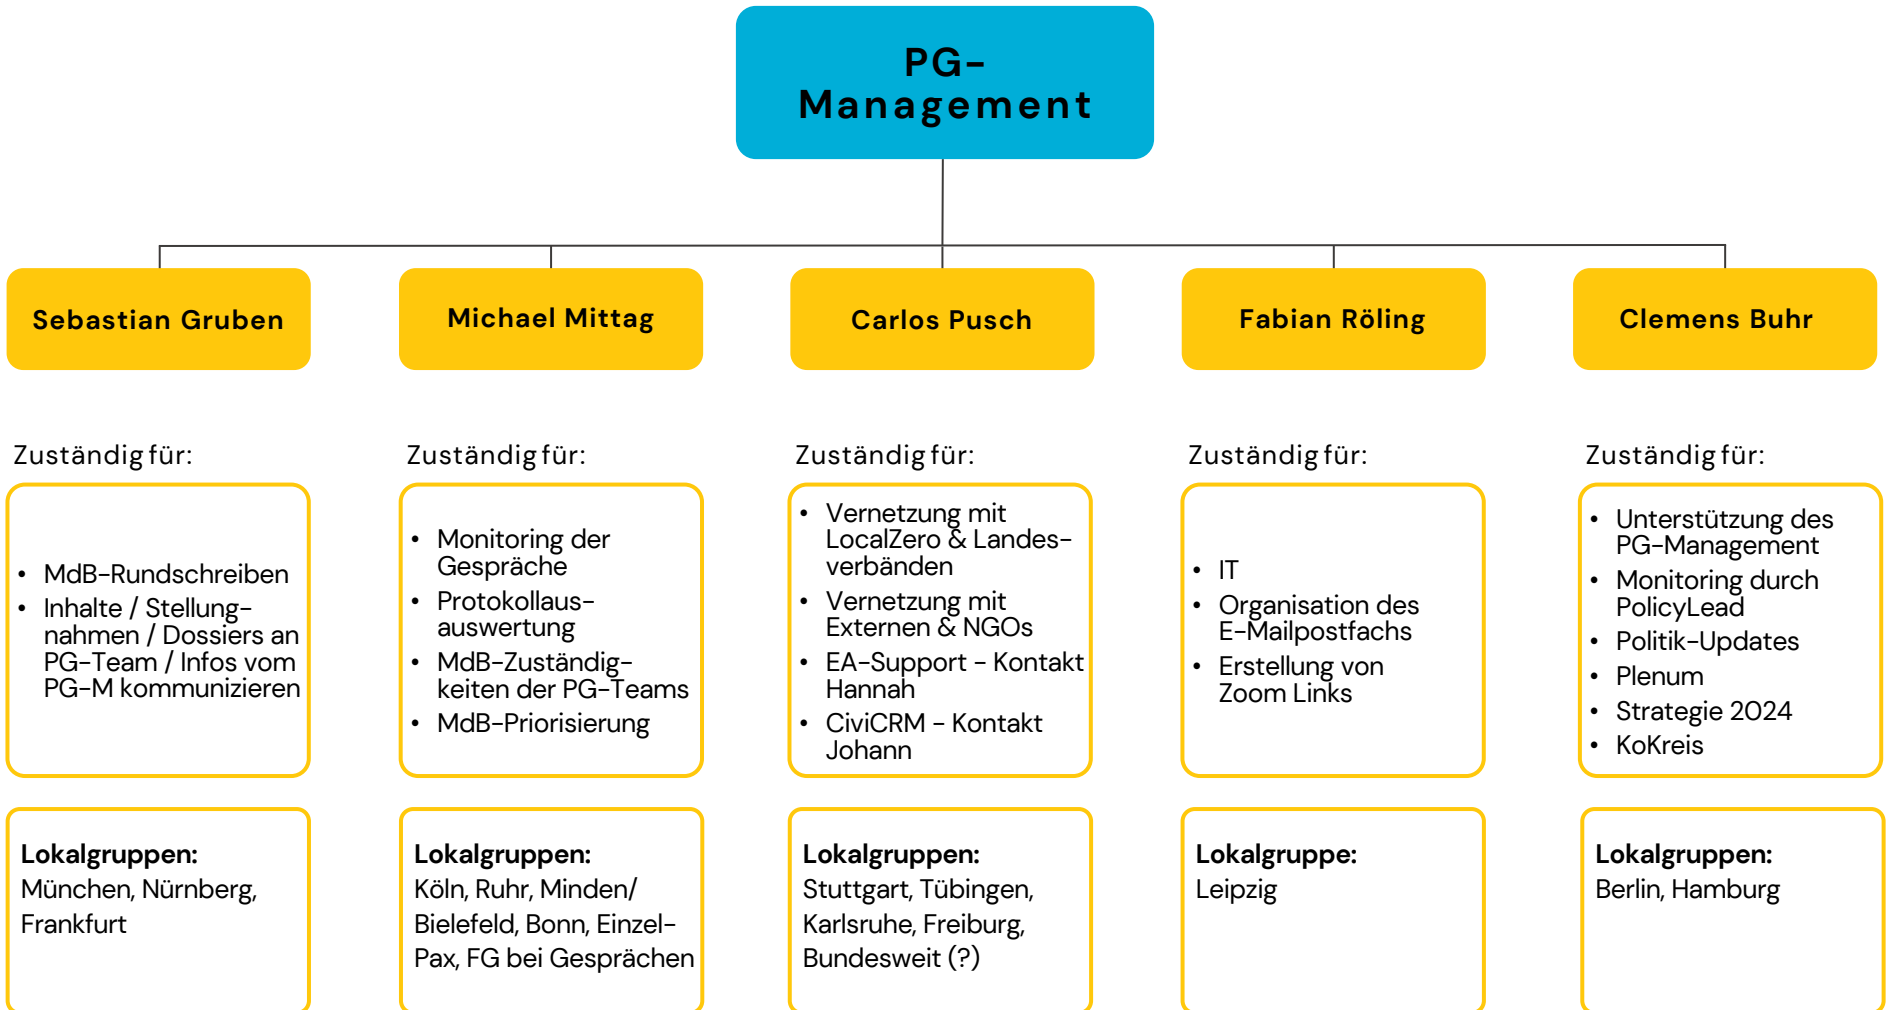 PG-
Management
Sebastian Gruben
Michael Mittag
Carlos Pusch
Fabian Röling
Clemens Buhr
Zuständig für:
Zuständig für:
Zuständig für:
Zuständig für:
Zuständig für:
• MdB-Rundschreiben
• Inhalte / Stellung-
nahmen / Dossiers an
PG-Team / Infos vom
PG-M kommunizieren
• Monitoring der
Gespräche
• Protokollaus-
auswertung
• MdB-Zuständig-
keiten der PG-Teams
• MdB-Priorisierung
• Vernetzung mit
LocalZero & Landes-
verbänden
• Vernetzung mit
Externen & NGOs
• EA-Support - Kontakt
Hannah
• CiviCRM - Kontakt
Johann
• IT
• Organisation des
E-Mailpostfachs
• Erstellung von
Zoom Links
• Unterstützung des
PG-Management
• Monitoring durch
PolicyLead
• Politik-Updates
• Plenum
• Strategie 2024
• KoKreis
Lokalgruppen:
München, Nürnberg,
Frankfurt
Lokalgruppen:
Köln, Ruhr, Minden/
Bielefeld, Bonn, Einzel-
Pax, FG bei Gesprächen
Lokalgruppen:
Stuttgart, Tübingen,
Karlsruhe, Freiburg,
Bundesweit (?)
Lokalgruppe:
Leipzig
Lokalgruppen:
Berlin, Hamburg